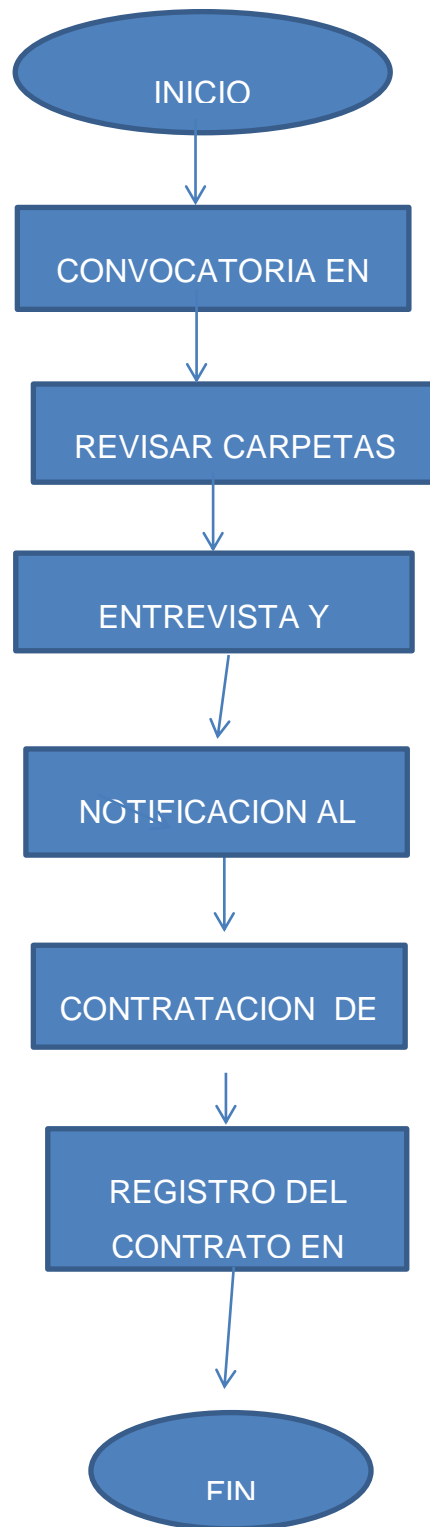 INICIO
CONVOCATORIA EN
REVISAR CARPETAS
ENTREVISTA Y
NOTIFICACION AL
CONTRATACION DE
REGISTRO DEL
CONTRATO EN
FIN